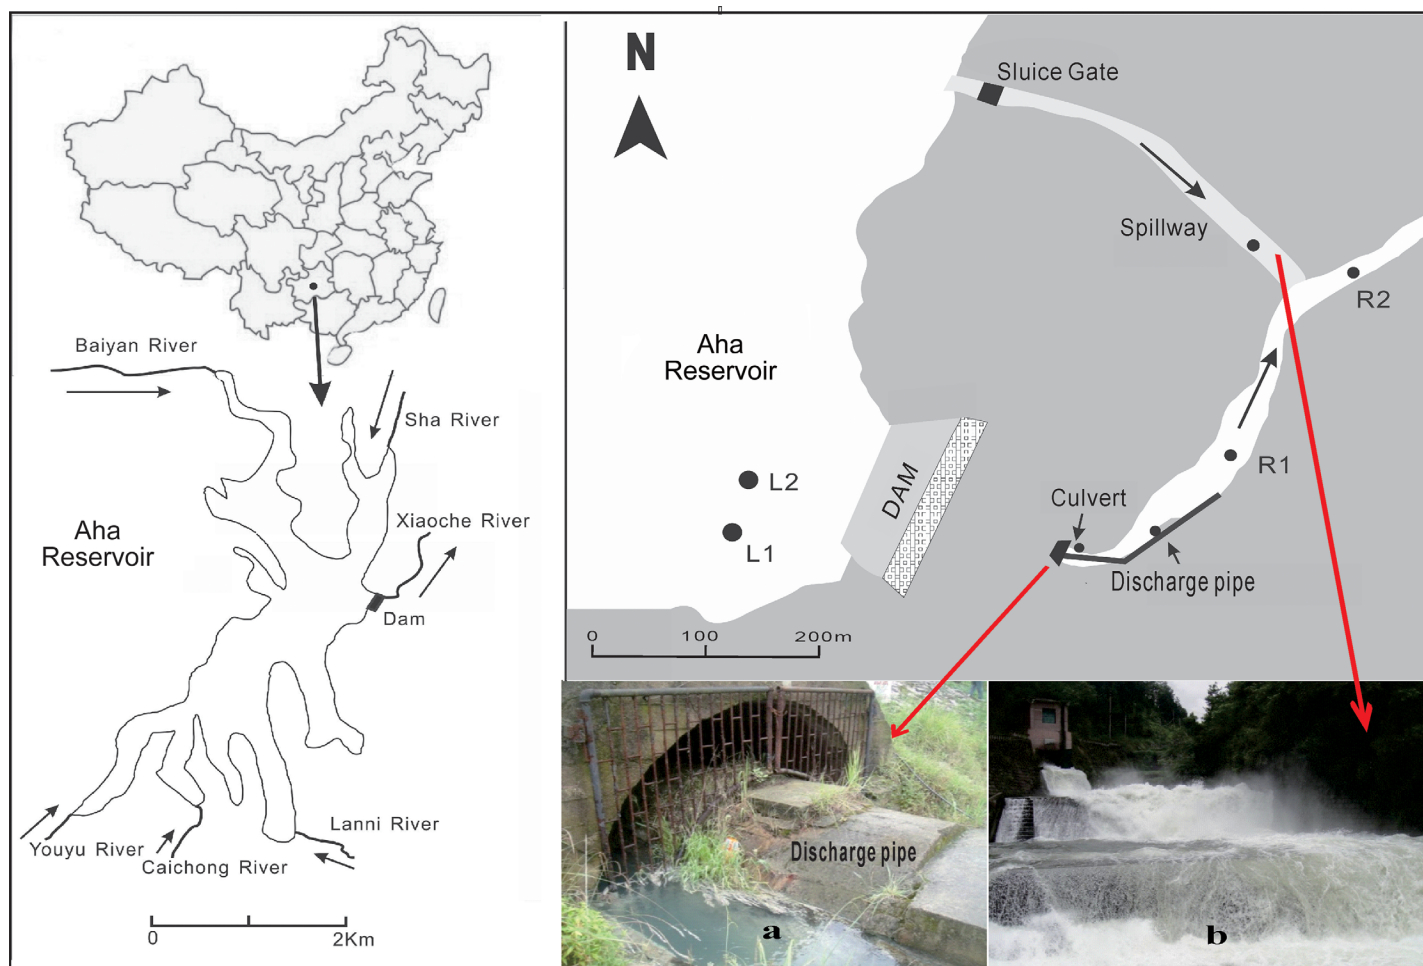 Baiyan River
Sha River
Xiaoche River
Aha
Reservoir
Dam
Lanni River
Youyu River
Caichong River
0
2Km
N
Sluice Gate
Spillway
R2
Aha
Reservoir
DAM
L2
R1
Culvert
L1
Discharge pipe
0 100 200m
Discharge pipe
a
b